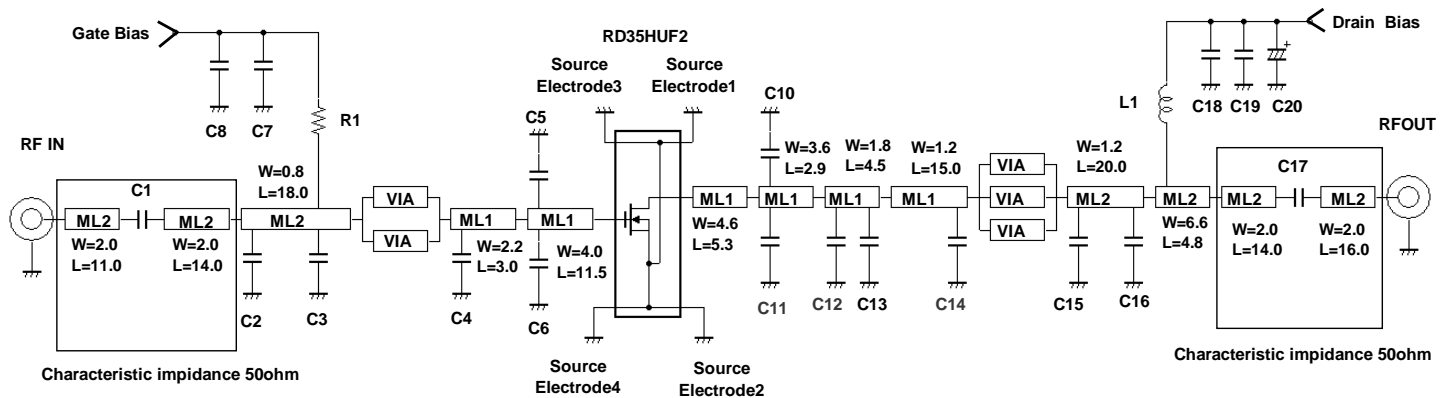 Gate Bias
Drain Bias
RD35HUF2
Source
Electrode3
Source
Electrode1
C8
C7
R1
C5
C10
L1
C18
C19
C20
+
RF IN
RFOUT
C1
W=0.8
L=18.0
W=3.6
L=2.9
W=1.8
L=4.5
W=1.2
L=15.0
W=1.2
L=20.0
C17
VIA
VIA
VIA
VIA
VIA
ML2
ML2
ML2
ML1
ML1
ML1
ML1
ML1
ML1
ML2
ML2
ML2
ML2
W=2.0
L=11.0
W=2.0
L=14.0
W=2.2
L=3.0
W=4.0
L=11.5
W=4.6
L=5.3
W=6.6
L=4.8
W=2.0
L=14.0
W=2.0
L=16.0
C2
C3
C4
C6
C11
C12
C13
C14
C15
C16
Source
Electrode4
Source
Electrode2
Characteristic impidance 50ohm
Characteristic impidance 50ohm